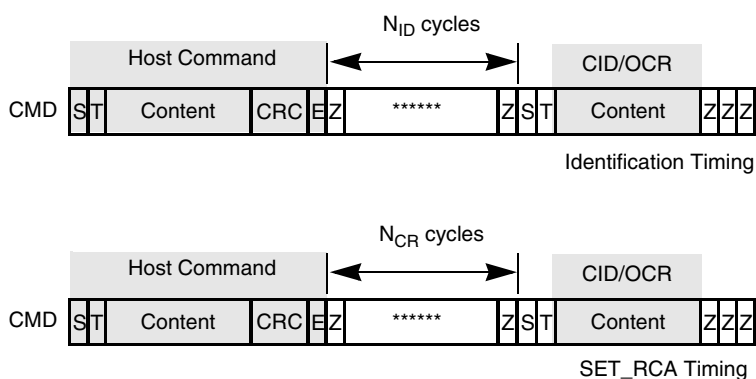 N_ID cycles
Host Command CID/OCR
CMD S T Content CRC E Z ****** Z S T Content Z Z Z
Identification Timing
N_CR cycles
Host Command CID/OCR
CMD S T Content CRC E Z ****** Z S T Content Z Z Z
SET_RCA Timing